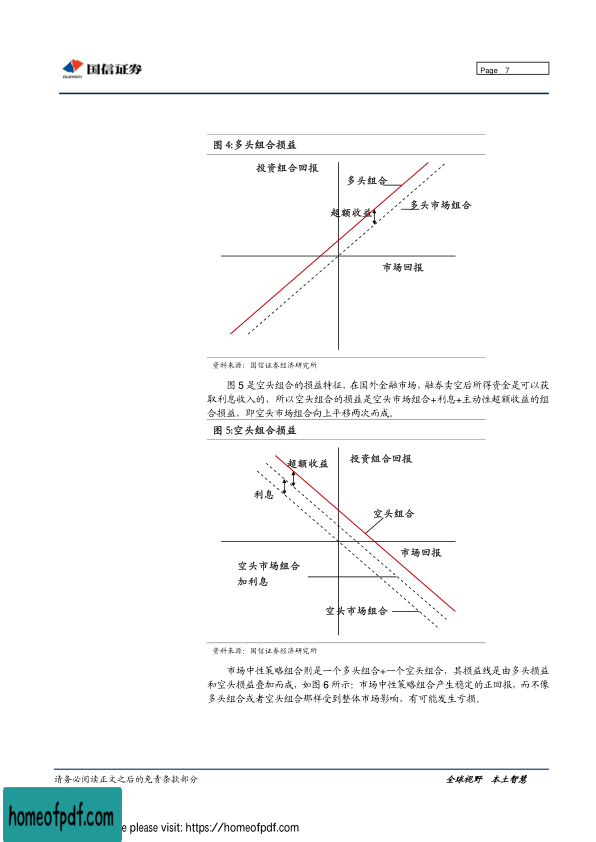 国信证券
GUOSEN
Page 7
图 4:多头组合损益
投资组合回报
多头组合
多头市场组合
超额收益
市场回报
资料来源：国信证券经济研究所
图 5 是空头组合的损益特征，在国外金融市场，融券卖空后所得资金是可以获
取利息收入的，所以空头组合的损益是空头市场组合+利息+主动性超额收益的组
合损益，即空头市场组合向上平移两次而成。
图 5:空头组合损益
超额收益
投资组合回报
利息
空头组合
市场回报
空头市场组合
加利息
空头市场组合
资料来源：国信证券经济研究所
市场中性策略组合则是一个多头组合+一个空头组合，其损益线是由多头损益
和空头损益叠加而成，如图 6 所示：市场中性策略组合产生稳定的正回报，而不像
多头组合或者空头组合那样受到整体市场影响，有可能发生亏损。
请务必阅读正文之后的免责条款部分
全球视野 本土智慧
homeofpdf.com
e please visit: https://homeofpdf.com